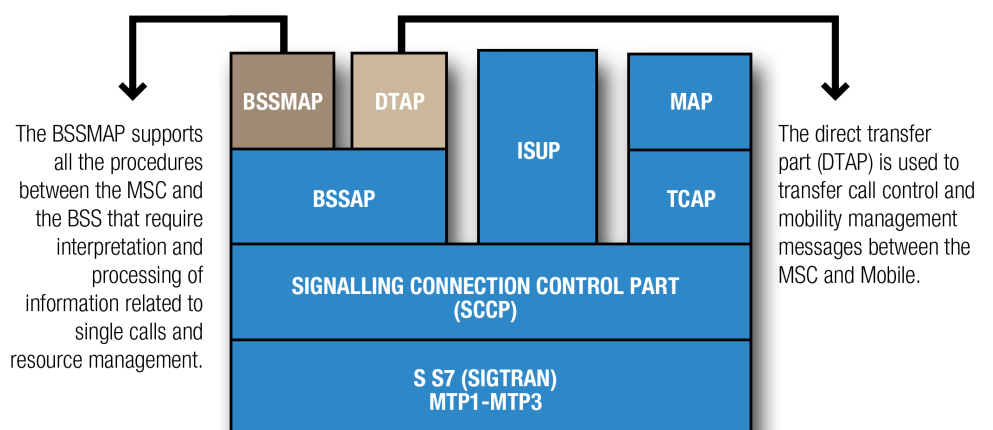 BSSMAP
DTAP
ISUP
MAP
BSSAP
TCAP
SIGNALLING CONNECTION CONTROL PART
(SCCP)
S S7 (SIGTRAN)
MTP1-MTP3
The BSSMAP supports
all the procedures
between the MSC and
the BSS that require
interpretation and
processing of
information related to
single calls and
resource management.
The direct transfer
part (DTAP) is used to
transfer call control and
mobility management
messages between the
MSC and Mobile.